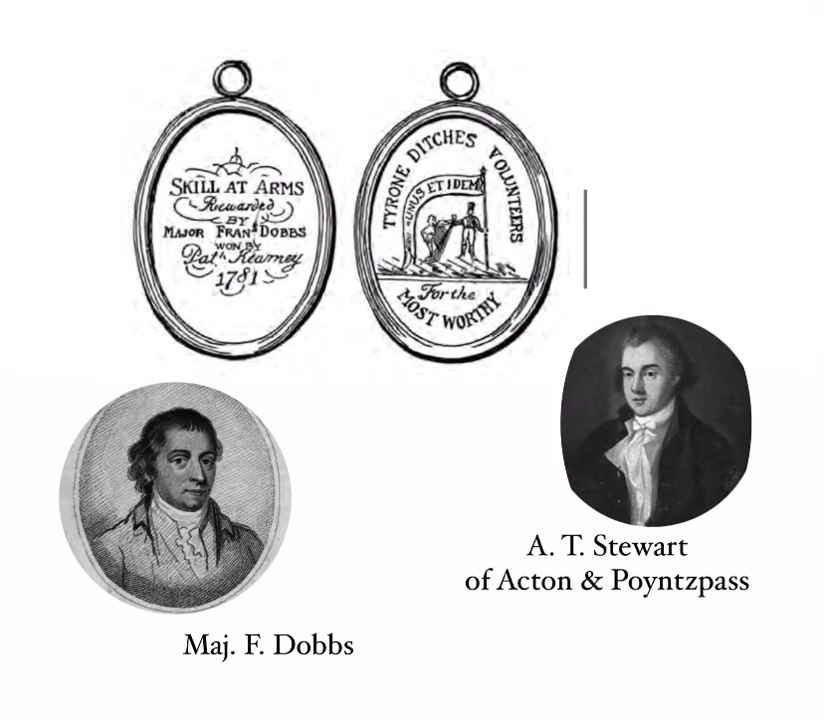 SKILL AT ARMS
Rewarded
BY
MAJOR FRANS DOBBS
WON BY
Patk Kearney
1781
TYRONE DITCHES VOLUNTEERS
UNUS ET IDEM
For the
MOST WORTHY
A. T. Stewart
of Acton & Poyntzpass
Maj. F. Dobbs